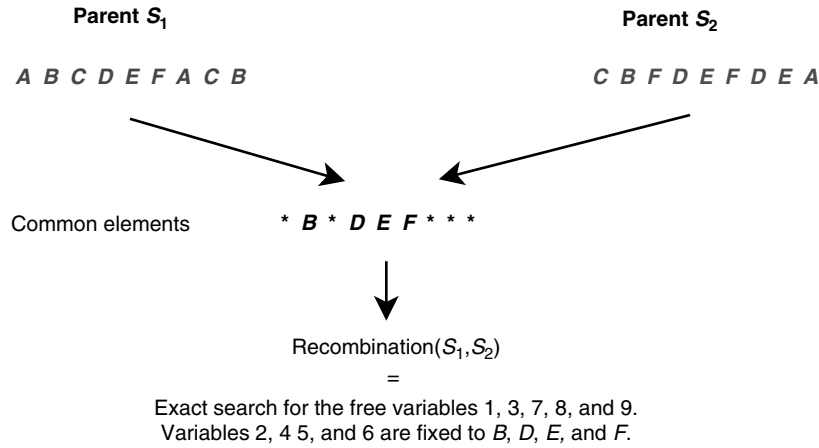 Parent S1
Parent S2
A B C D E F A C B
C B F D E F D E A
Common elements
* B * D E F * * *
Recombination(S1,S2)
=
Exact search for the free variables 1, 3, 7, 8, and 9.
Variables 2, 4 5, and 6 are fixed to B, D, E, and F.